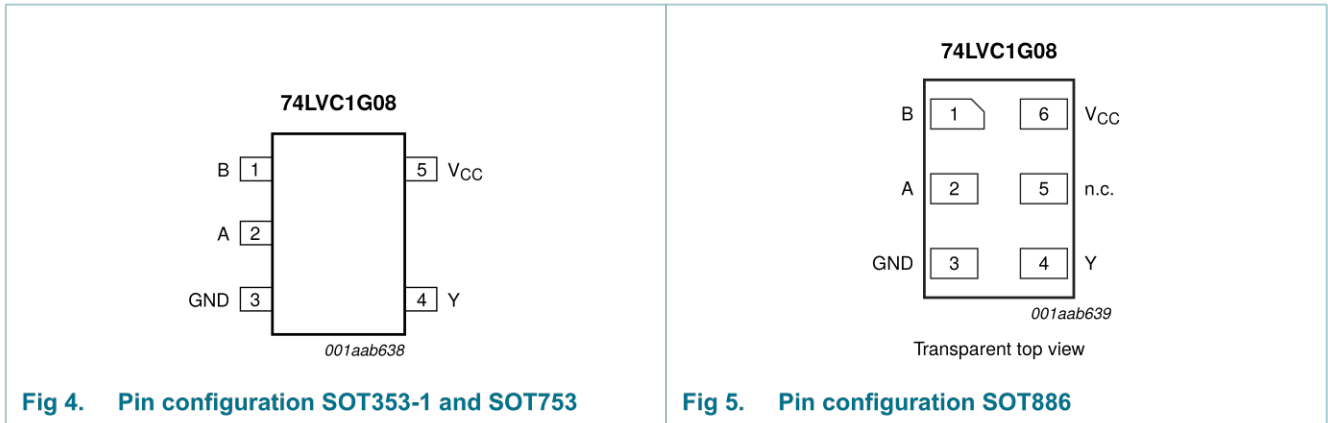 74LVC1G08
B 1
5 VCC
A 2
GND 3
4 Y
001aab638
Fig 4. Pin configuration SOT353-1 and SOT753
74LVC1G08
B 1
6 VCC
A 2
5 n.c.
GND 3
4 Y
001aab639
Transparent top view
Fig 5. Pin configuration SOT886